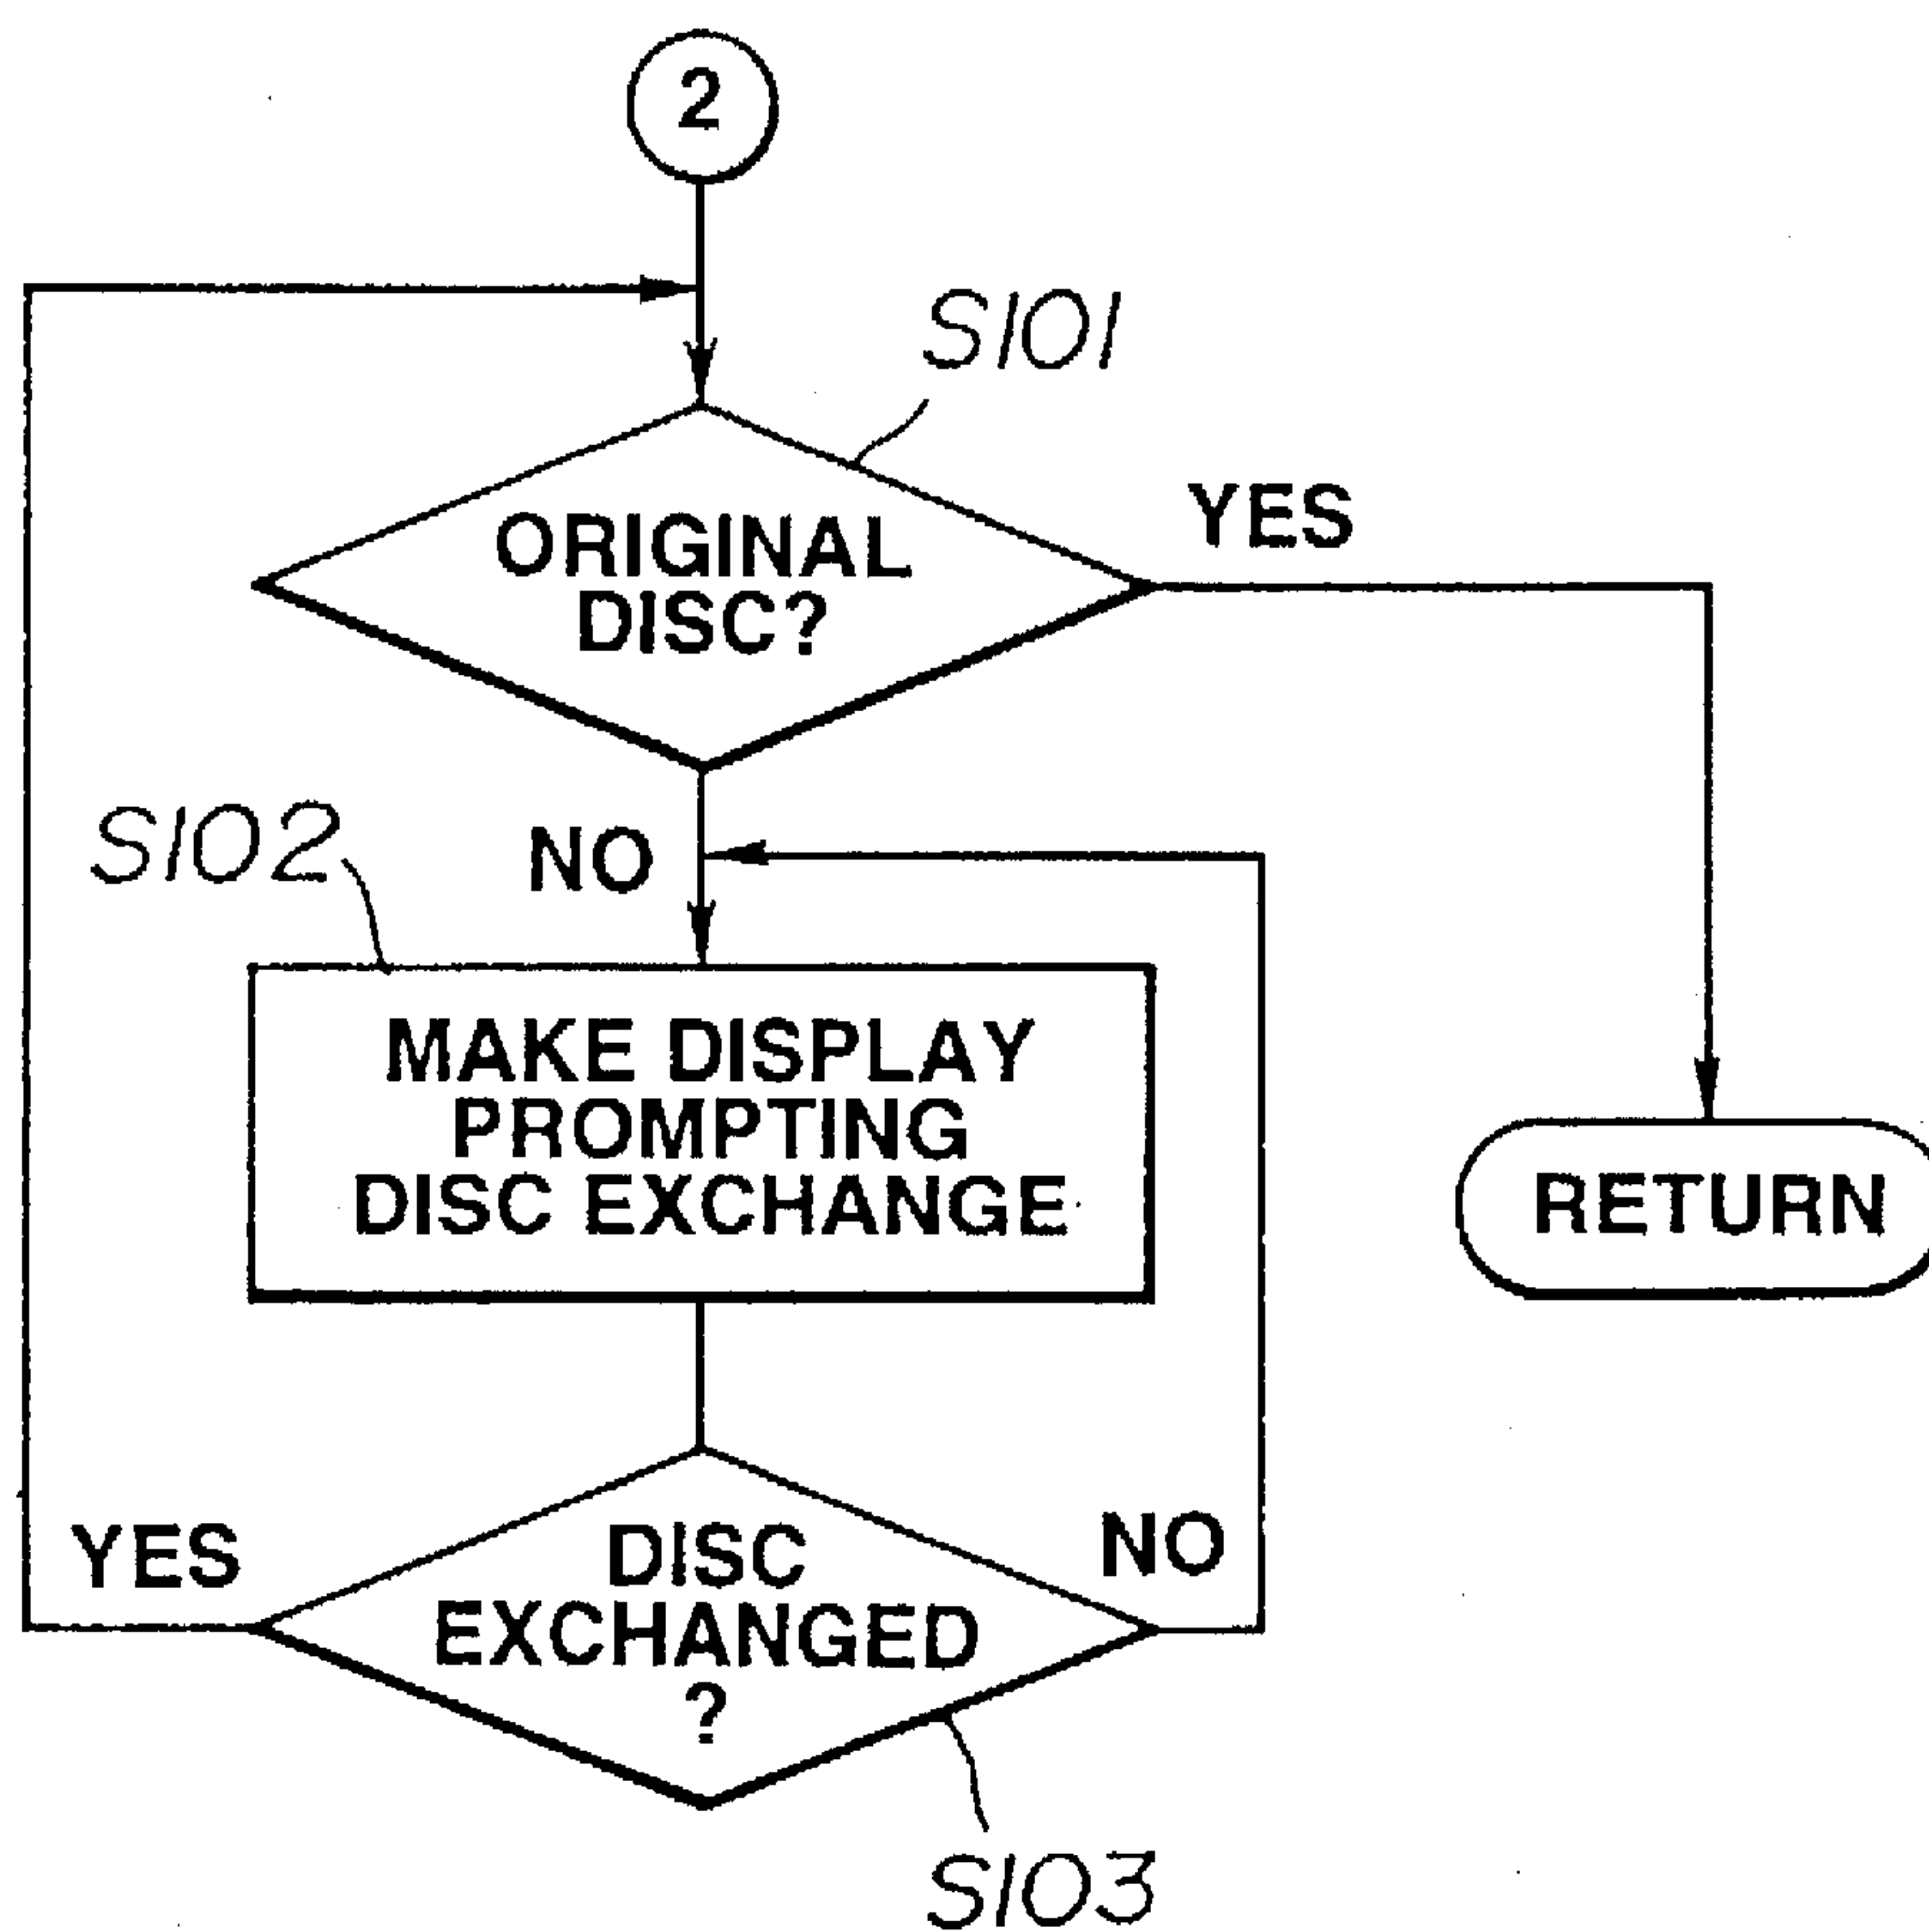 2
S101
ORIGINAL
DISC?
YES
S102
NO
MAKE DISPLAY
PROMPTING
DISC EXCHANGE
RETURN
YES
DISC
EXCHANGED
?
NO
S103